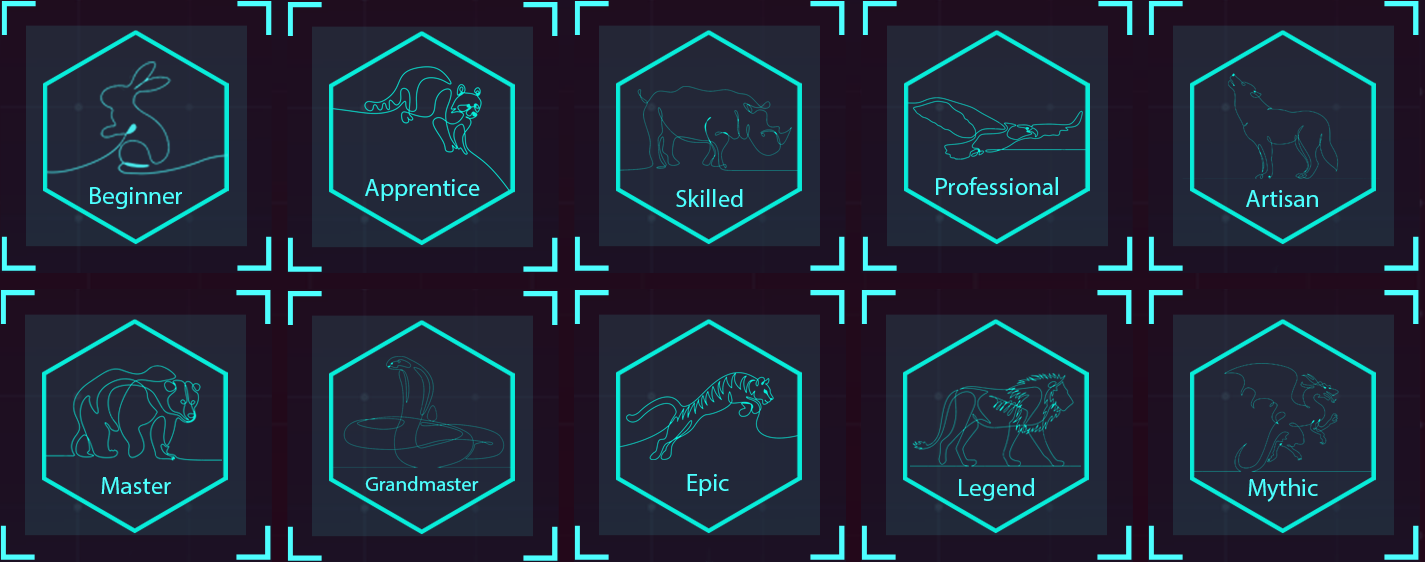 Beginner
Apprentice
Skilled
Professional
Artisan
Master
Grandmaster
Epic
Legend
Mythic